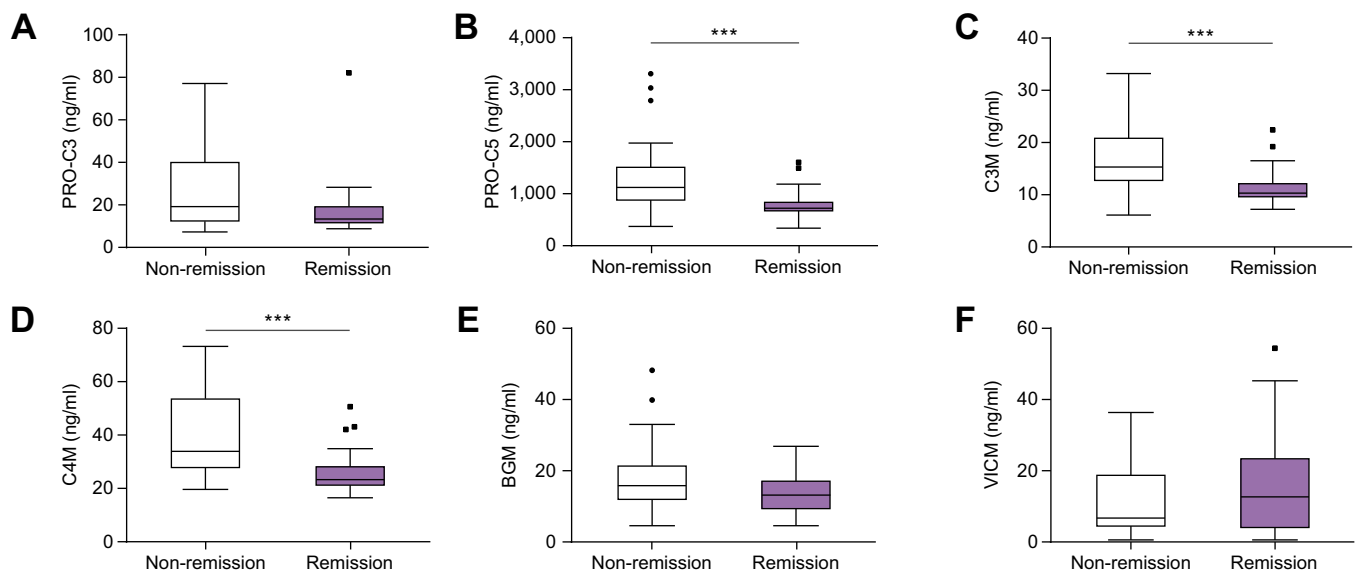 A
PRO-C3 (ng/ml)
100
80
60
40
20
0
Non-remission Remission
B
PRO-C5 (ng/ml)
4,000
3,000
2,000
1,000
0
***
Non-remission Remission
C
C3M (ng/ml)
40
30
20
10
0
***
Non-remission Remission
D
C4M (ng/ml)
80
60
40
20
0
***
Non-remission Remission
E
BGM (ng/ml)
60
40
20
0
Non-remission Remission
F
VICM (ng/ml)
60
40
20
0
Non-remission Remission